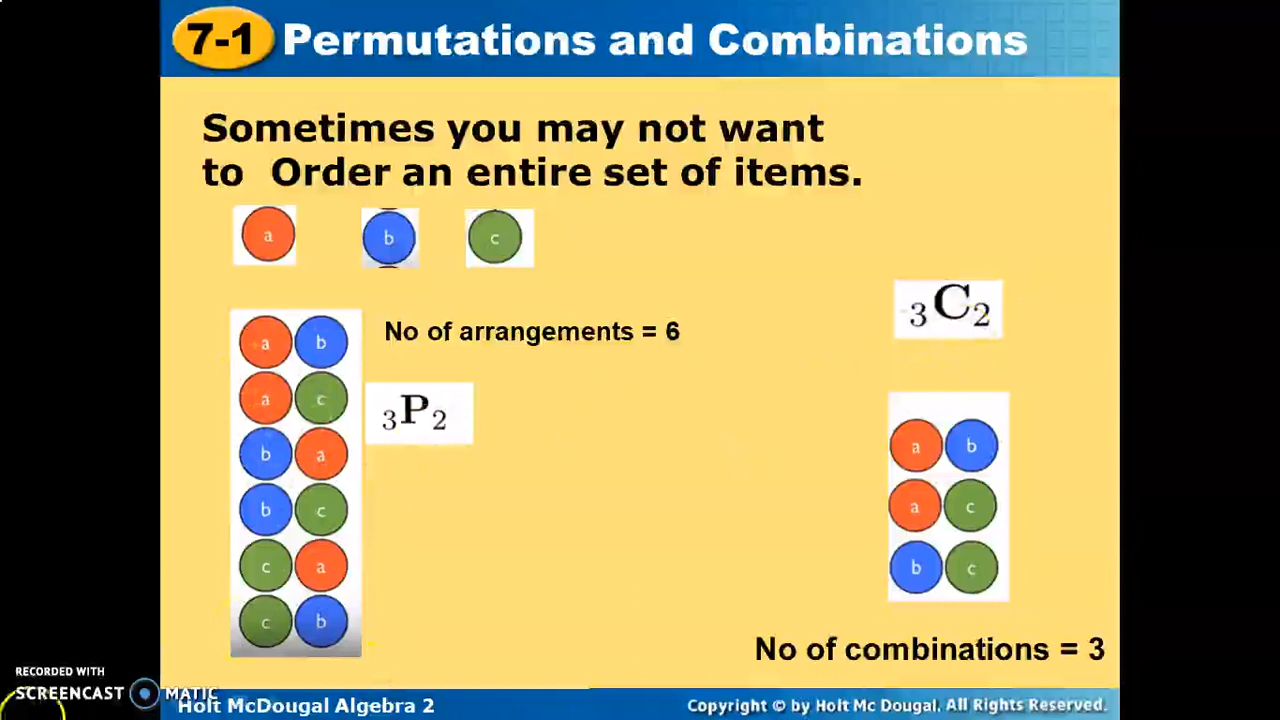 7-1 Permutations and Combinations
Sometimes you may not want
to Order an entire set of items.
a b c
No of arrangements = 6
₃P₂
a b
a c
b a
b c
c a
c b
₃C₂
a b
a c
b c
No of combinations = 3
RECORDED WITH
SCREENCAST MATIC
Holt McDougal Algebra 2
Copyright © by Holt Mc Dougal. All Rights Reserved.